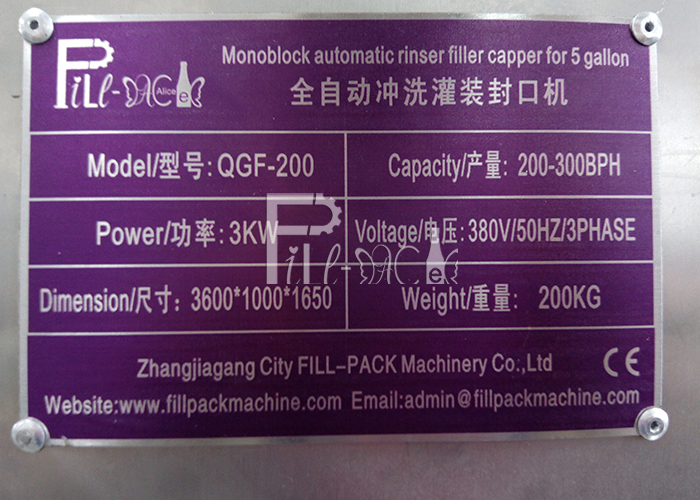 Monoblock automatic rinser filler capper for 5 gallon
FiLL-PACK
Alice
全自动冲洗灌装封口机
Model/型号: QGF-200
Capacity/产量: 200-300BPH
Power/功率: 3KW
Voltage/电压: 380V/50HZ/3PHASE
FiLL-PACK
Dimension/尺寸: 3600*1000*1650
Weight/重量: 200KG
Zhangjiagang City FILL-PACK Machinery Co.,Ltd
CE
Website:www.fillpackmachine.com Email:admin@fillpackmachine.com